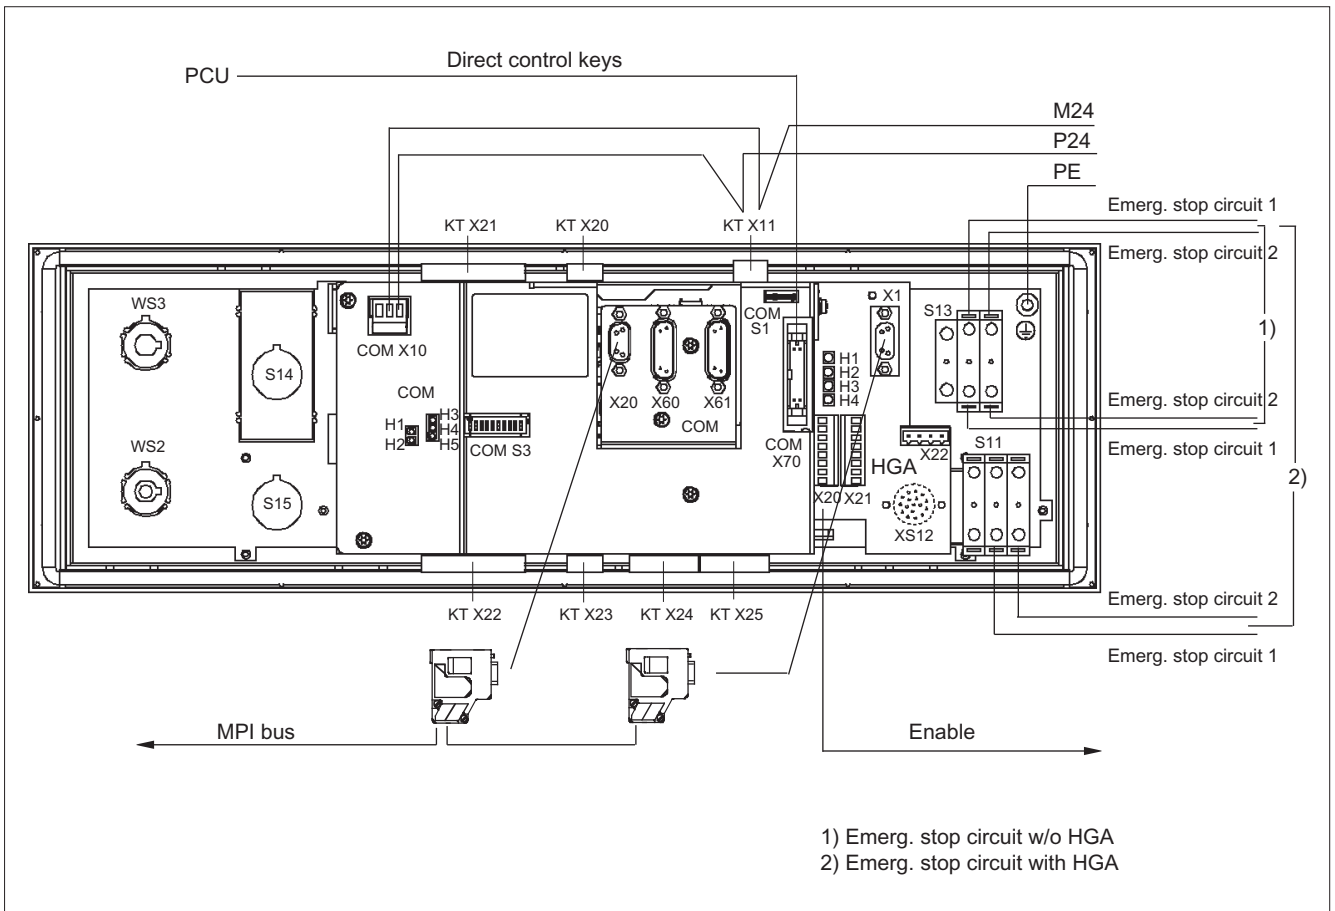 Direct control keys
PCU
M24
P24
PE
Emerg. stop circuit 1
KT X21
KT X20
KT X11
Emerg. stop circuit 2
WS3
X1
S13
COM
S1
1)
COM X10
H1
H2
H3
H4
S14
COM
X20
X60
X61
Emerg. stop circuit 2
H1
H2
H3
H4
H5
COM
COM S3
COM
X70
S11
Emerg. stop circuit 1
WS2
X22
HGA
2)
X20
X21
S15
XS12
Emerg. stop circuit 2
KT X22
KT X23
KT X24
KT X25
Emerg. stop circuit 1
MPI bus
Enable
1) Emerg. stop circuit w/o HGA
2) Emerg. stop circuit with HGA